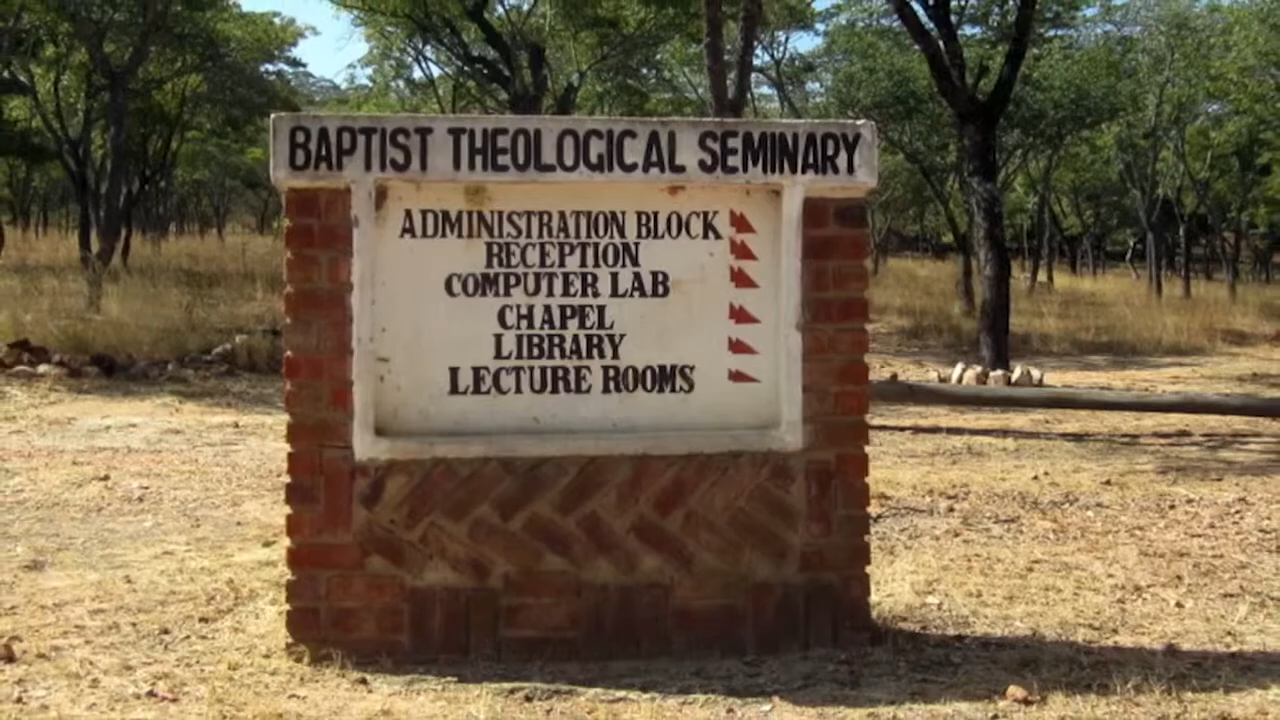 BAPTIST THEOLOGICAL SEMINARY
ADMINISTRATION BLOCK
RECEPTION
COMPUTER LAB
CHAPEL
LIBRARY
LECTURE ROOMS